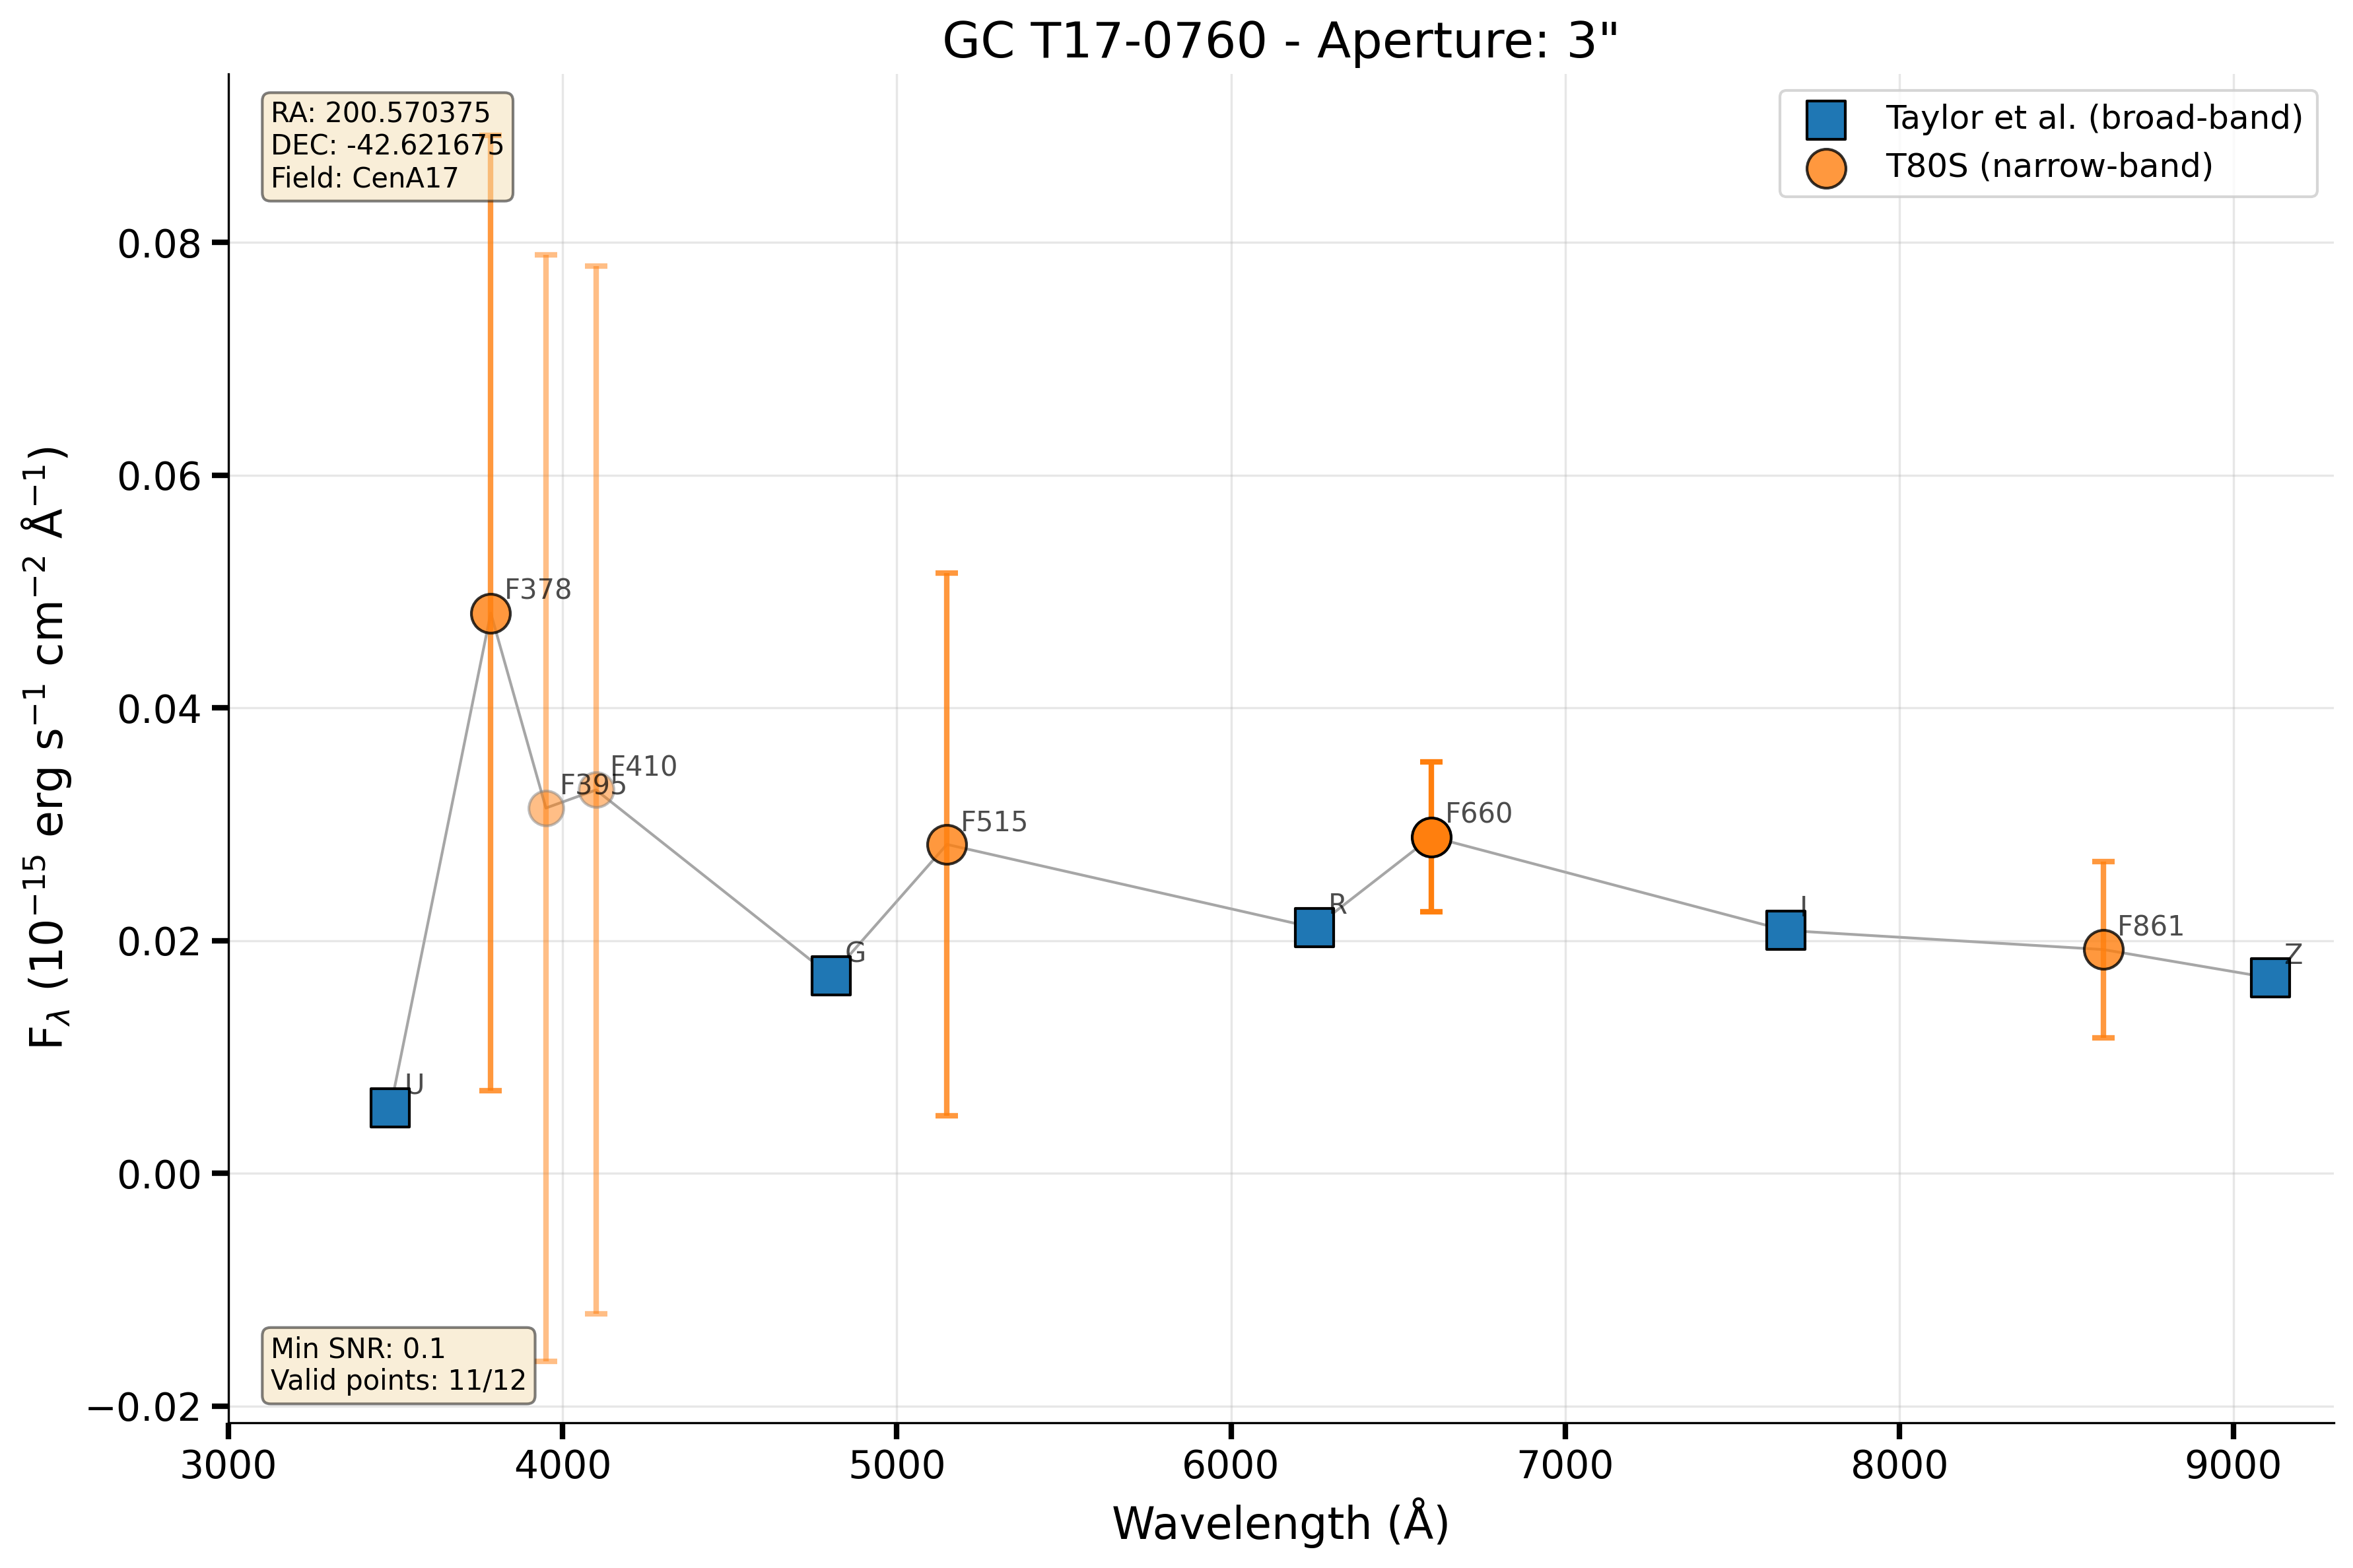 GC T17-0760 - Aperture: 3"
RA: 200.570375
DEC: -42.621675
Field: CenA17
Taylor et al. (broad-band)
T80S (narrow-band)
0.08
0.06
0.04
0.02
0.00
−0.02
F$_λ$ (10$^{−15}$ erg s$^{−1}$ cm$^{−2}$ Å$^{−1}$)
U
F378
F395
F410
G
F515
R
F660
I
F861
Z
Min SNR: 0.1
Valid points: 11/12
3000 4000 5000 6000 7000 8000 9000
Wavelength (Å)